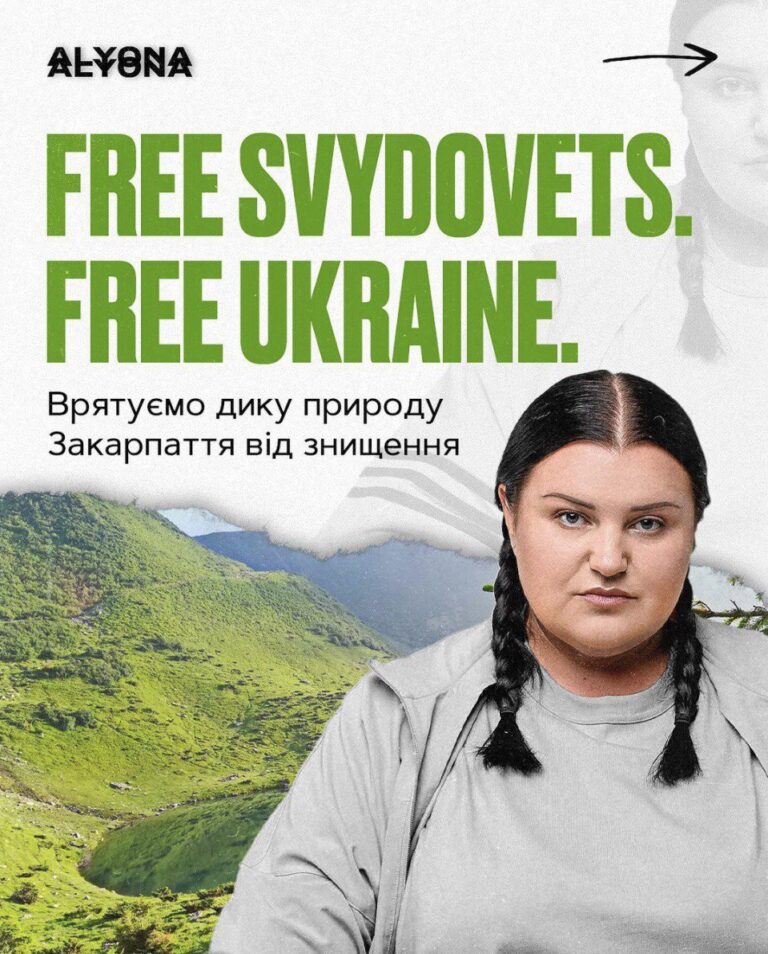 ALYONA
FREE SVYDOVETS.
FREE UKRAINE.
Врятуємо дику природу
Закарпаття від знищення